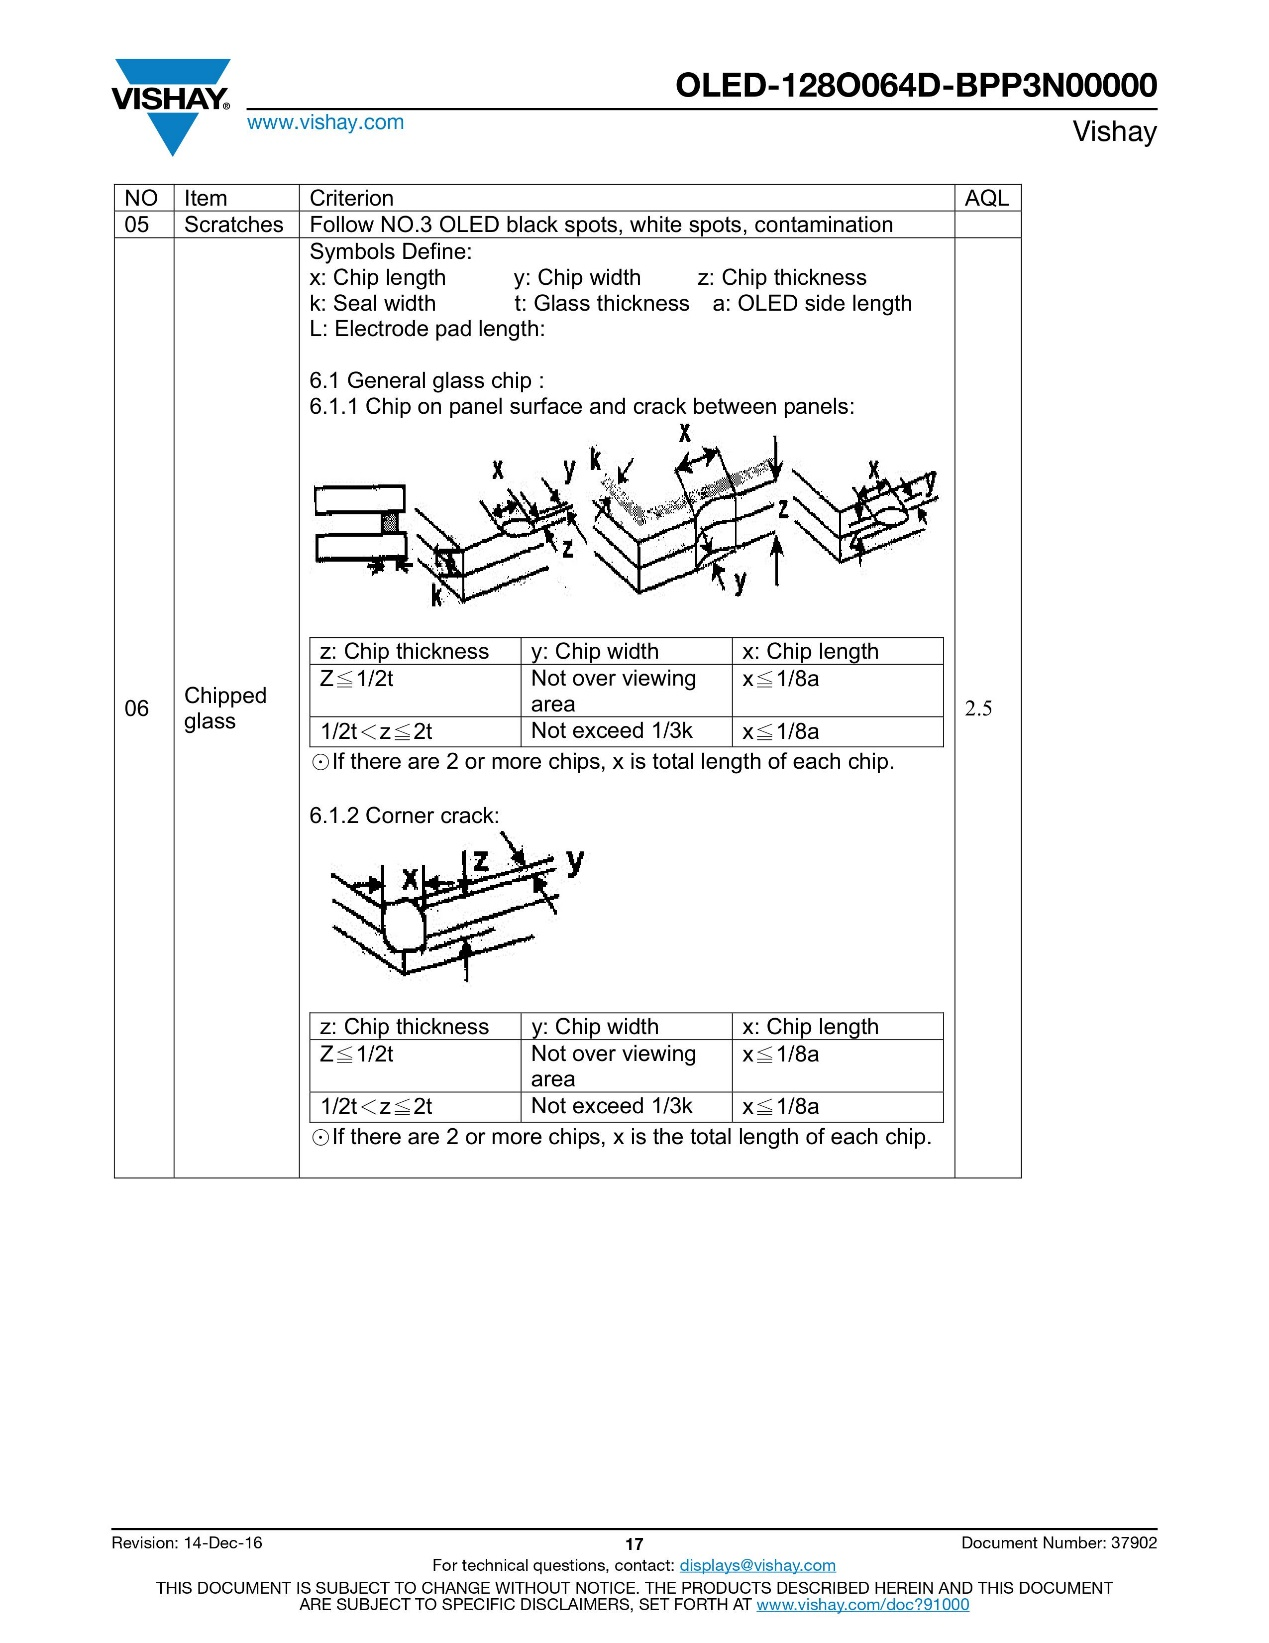 OLED-128O064D-BPP3N00000
VISHAY®
www.vishay.com
Vishay
NO Item Criterion AQL
05 Scratches Follow NO.3 OLED black spots, white spots, contamination
Symbols Define:
x: Chip length y: Chip width z: Chip thickness
k: Seal width t: Glass thickness a: OLED side length
L: Electrode pad length:
6.1 General glass chip :
6.1.1 Chip on panel surface and crack between panels:
x y z k
k x z y
x y z
z: Chip thickness y: Chip width x: Chip length
Z≦1/2t Not over viewing x≦1/8a
area
06 Chipped 2.5
glass
1/2t<z≦2t Not exceed 1/3k x≦1/8a
⊙If there are 2 or more chips, x is total length of each chip.
6.1.2 Corner crack:
x z y
z: Chip thickness y: Chip width x: Chip length
Z≦1/2t Not over viewing x≦1/8a
area
1/2t<z≦2t Not exceed 1/3k x≦1/8a
⊙If there are 2 or more chips, x is the total length of each chip.
Revision: 14-Dec-16 17 Document Number: 37902
For technical questions, contact: displays@vishay.com
THIS DOCUMENT IS SUBJECT TO CHANGE WITHOUT NOTICE. THE PRODUCTS DESCRIBED HEREIN AND THIS DOCUMENT
ARE SUBJECT TO SPECIFIC DISCLAIMERS, SET FORTH AT www.vishay.com/doc?91000